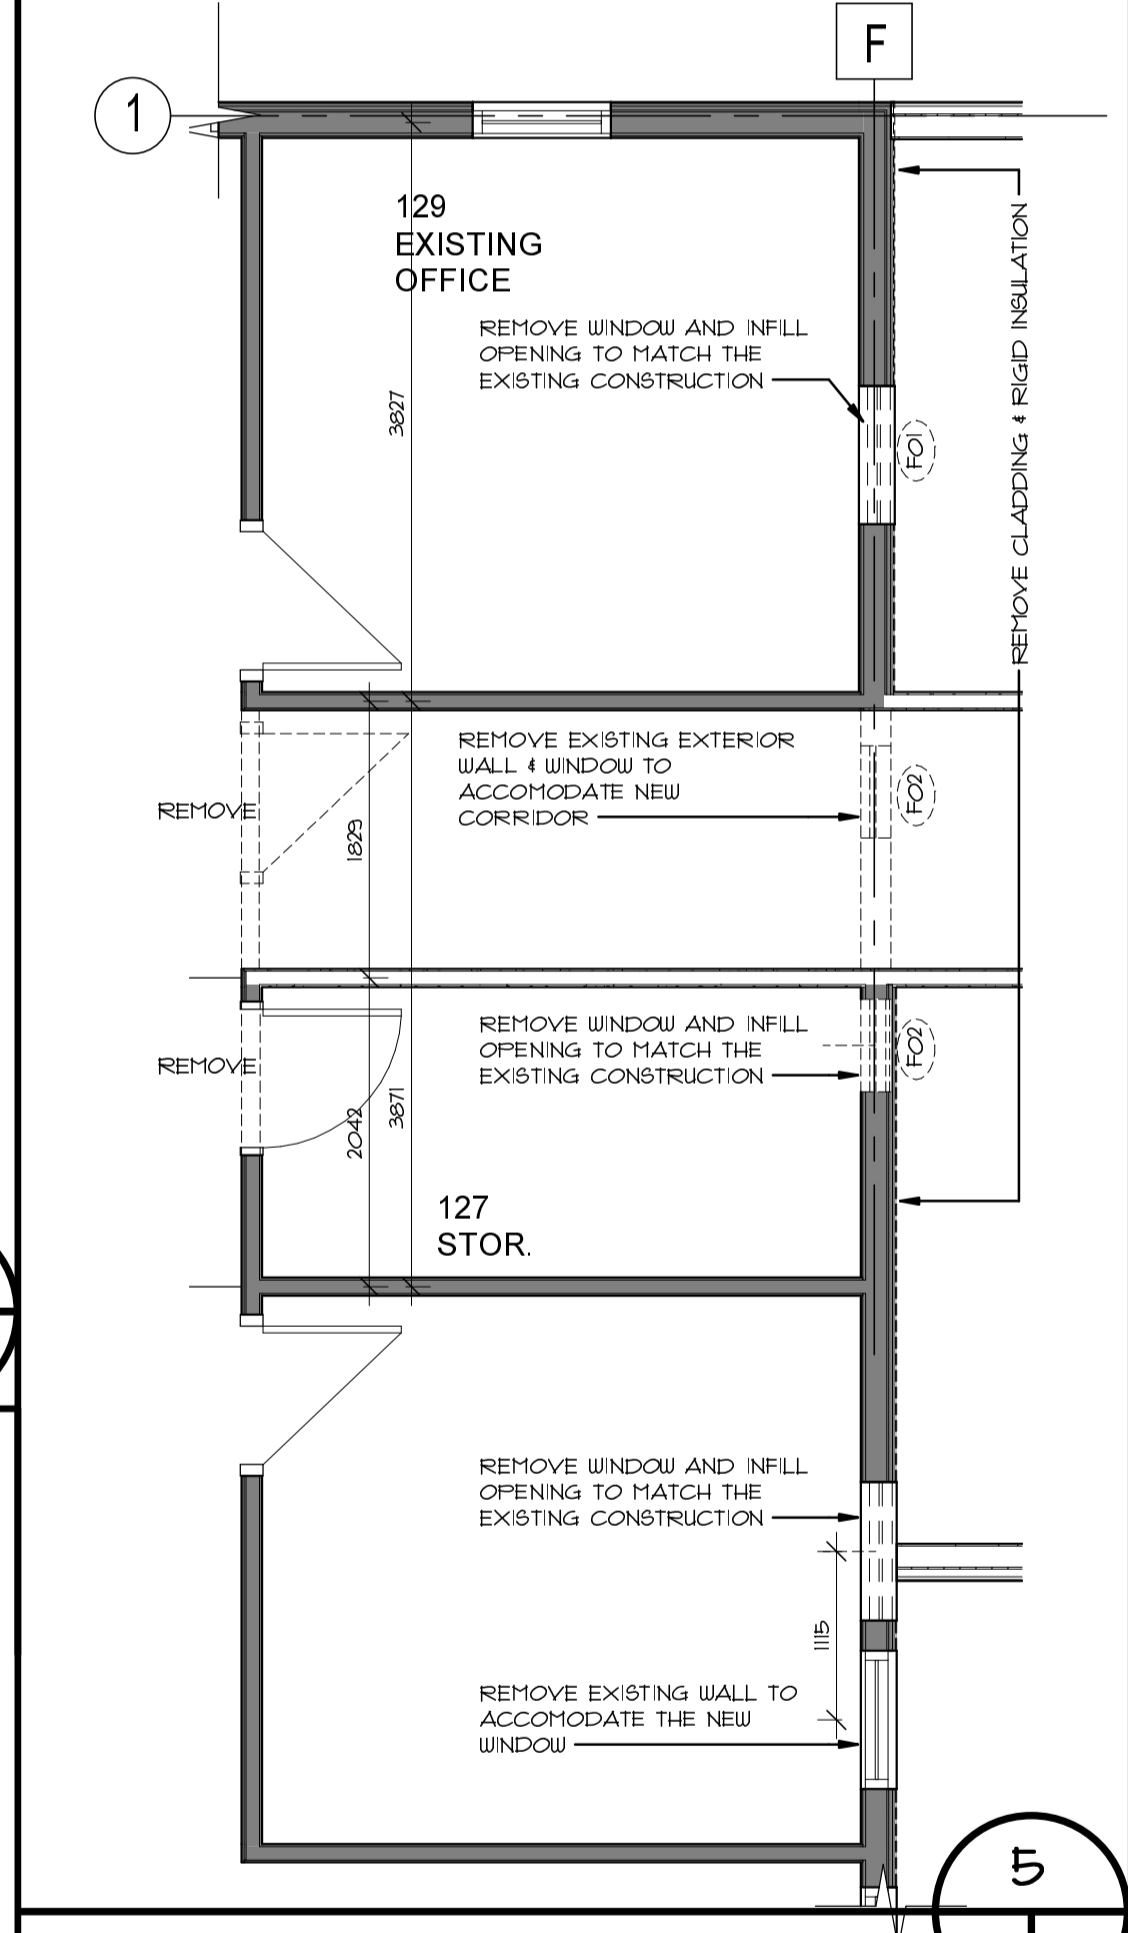 F
1
129
EXISTING
OFFICE
REMOVE WINDOW AND INFILL
OPENING TO MATCH THE
EXISTING CONSTRUCTION
3827
F01
REMOVE CLADDING & RIGID INSULATION
REMOVE EXISTING EXTERIOR
WALL & WINDOW TO
ACCOMODATE NEW
CORRIDOR
REMOVE
1829
F02
REMOVE WINDOW AND INFILL
OPENING TO MATCH THE
EXISTING CONSTRUCTION
REMOVE
2042
3871
F02
127
STOR.
REMOVE WINDOW AND INFILL
OPENING TO MATCH THE
EXISTING CONSTRUCTION
1115
REMOVE EXISTING WALL TO
ACCOMODATE THE NEW
WINDOW
5